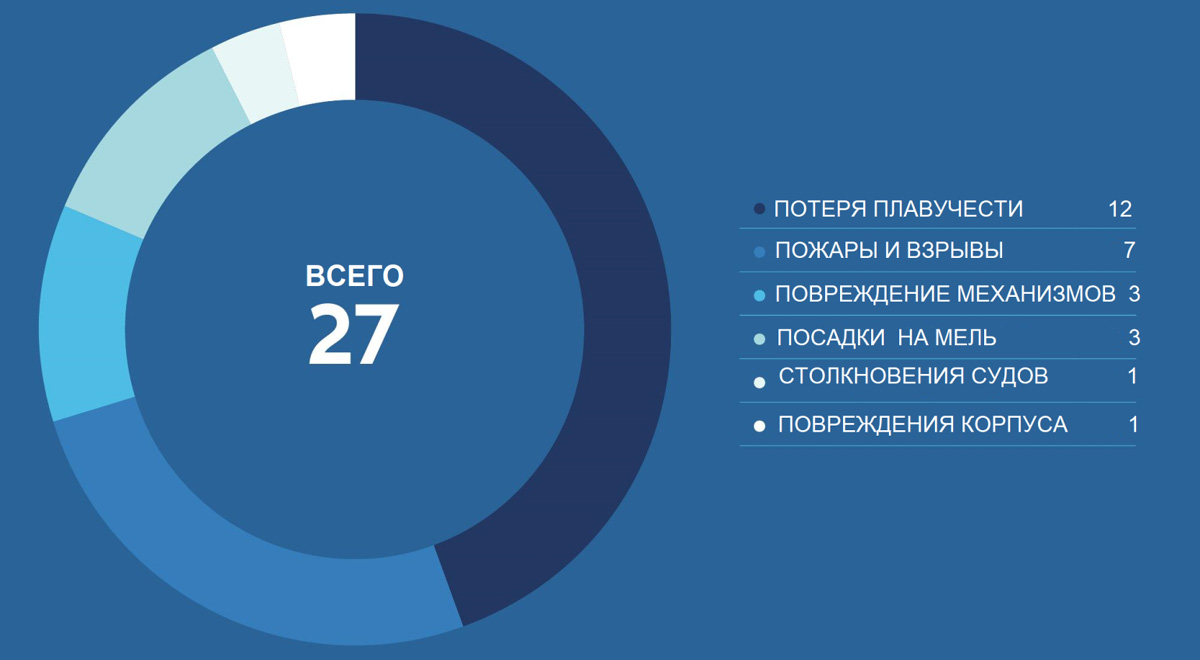 ВСЕГО
27
ПОТЕРЯ ПЛАВУЧЕСТИ 12
ПОЖАРЫ И ВЗРЫВЫ 7
ПОВРЕЖДЕНИЕ МЕХАНИЗМОВ 3
ПОСАДКИ НА МЕЛЬ 3
СТОЛКНОВЕНИЯ СУДОВ 1
ПОВРЕЖДЕНИЯ КОРПУСА 1